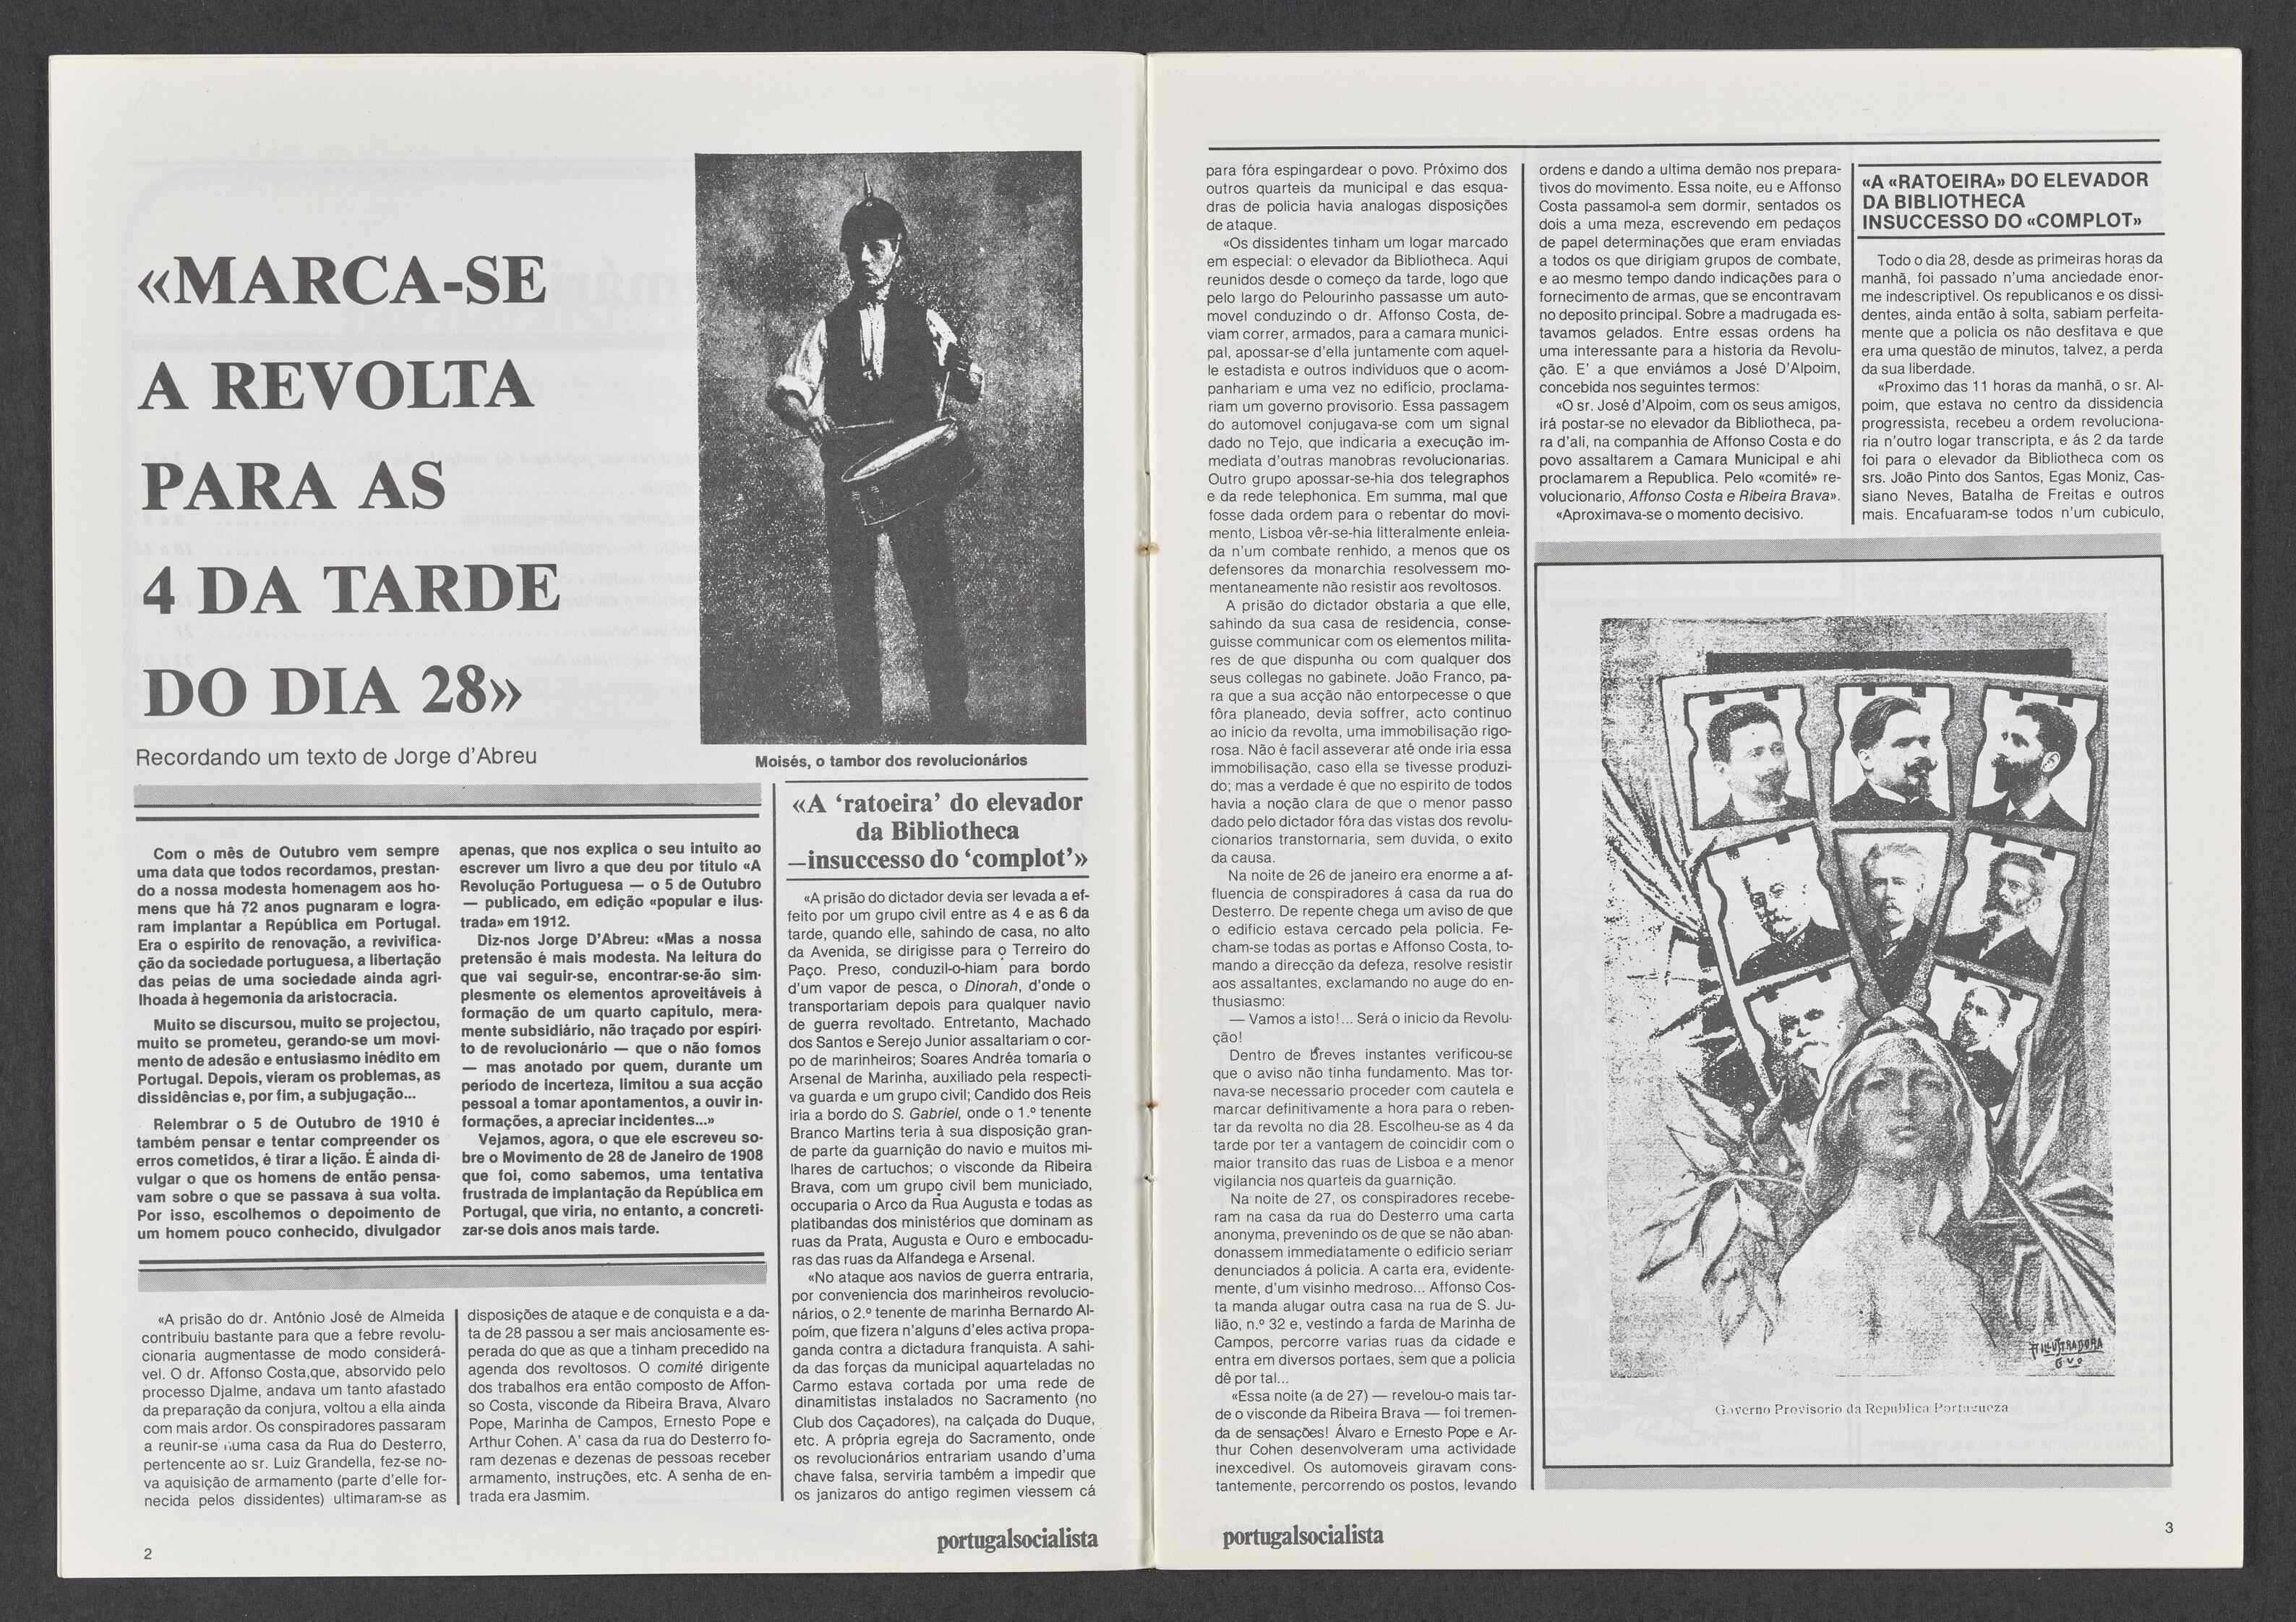 «MARCA-SE
A REVOLTA
PARA AS
4 DA TARDE
DO DIA 28»
Recordando um texto de Jorge d'Abreu
Moisés, o tambor dos revolucionários
Com o mês de Outubro vem sempre
uma data que todos recordamos, prestan-
do a nossa modesta homenagem aos ho-
mens que há 72 anos pugnaram e logra-
ram implantar a República em Portugal.
Era o espírito de renovação, a revivifica-
ção da sociedade portuguesa, a libertação
das peias de uma sociedade ainda agri-
lhoada à hegemonia da aristocracia.
Muito se discursou, muito se projectou,
muito se prometeu, gerando-se um movi-
mento de adesão e entusiasmo inédito em
Portugal. Depois, vieram os problemas, as
dissidências e, por fim, a subjugação...
Relembrar o 5 de Outubro de 1910 é
também pensar e tentar compreender os
erros cometidos, é tirar a lição. É ainda di-
vulgar o que os homens de então pensa-
vam sobre o que se passava à sua volta.
Por isso, escolhemos o depoimento de
um homem pouco conhecido, divulgador
apenas, que nos explica o seu intuito ao
escrever um livro a que deu por título «A
Revolução Portuguesa — o 5 de Outubro
— publicado, em edição «popular e ilus-
trada» em 1912.
Diz-nos Jorge D'Abreu: «Mas a nossa
pretensão é mais modesta. Na leitura do
que vai seguir-se, encontrar-se-ão sim-
plesmente os elementos aproveitáveis à
formação de um quarto capítulo, mera-
mente subsidiário, não traçado por espíri-
to de revolucionário — que o não fomos
— mas anotado por quem, durante um
período de incerteza, limitou a sua acção
pessoal a tomar apontamentos, a ouvir in-
formações, a apreciar incidentes...»
Vejamos, agora, o que ele escreveu so-
bre o Movimento de 28 de Janeiro de 1908
que foi, como sabemos, uma tentativa
frustrada de implantação da República em
Portugal, que viria, no entanto, a concreti-
zar-se dois anos mais tarde.
«A prisão do dr. António José de Almeida
contribuiu bastante para que a febre revolu-
cionaria augmentasse de modo considerá-
vel. O dr. Affonso Costa,que, absorvido pelo
processo Djalme, andava um tanto afastado
da preparação da conjura, voltou a ella ainda
com mais ardor. Os conspiradores passaram
a reunir-se numa casa da Rua do Desterro,
pertencente ao sr. Luiz Grandella, fez-se no-
va aquisição de armamento (parte d'elle for-
necida pelos dissidentes) ultimaram-se as
disposições de ataque e de conquista e a da-
ta de 28 passou a ser mais anciosamente es-
perada do que as que a tinham precedido na
agenda dos revoltosos. O comité dirigente
dos trabalhos era então composto de Affon-
so Costa, visconde da Ribeira Brava, Alvaro
Pope, Marinha de Campos, Ernesto Pope e
Arthur Cohen. A' casa da rua do Desterro fo-
ram dezenas e dezenas de pessoas receber
armamento, instruções, etc. A senha de en-
trada era Jasmim.
«A 'ratoeira' do elevador
da Bibliotheca
—insuccesso do 'complot'»
«A prisão do dictador devia ser levada a ef-
feito por um grupo civil entre as 4 e as 6 da
tarde, quando elle, sahindo de casa, no alto
da Avenida, se dirigisse para o Terreiro do
Paço. Preso, conduzil-o-hiam para bordo
d'um vapor de pesca, o Dinorah, d'onde o
transportariam depois para qualquer navio
de guerra revoltado. Entretanto, Machado
dos Santos e Serejo Junior assaltariam o cor-
po de marinheiros; Soares Andréa tomaria o
Arsenal de Marinha, auxiliado pela respecti-
va guarda e um grupo civil; Candido dos Reis
iria a bordo do S. Gabriel, onde o 1.º tenente
Branco Martins teria à sua disposição gran-
de parte da guarnição do navio e muitos mi-
lhares de cartuchos; o visconde da Ribeira
Brava, com um grupo civil bem municiado,
occuparia o Arco da Rua Augusta e todas as
platibandas dos ministérios que dominam as
ruas da Prata, Augusta e Ouro e embocadu-
ras das ruas da Alfandega e Arsenal.
«No ataque aos navios de guerra entraria,
por conveniencia dos marinheiros revolucio-
nários, o 2.º tenente de marinha Bernardo Al-
poim, que fizera n'alguns d'eles activa propa-
ganda contra a dictadura franquista. A sahi-
da das forças da municipal aquarteladas no
Carmo estava cortada por uma rede de
dinamitistas instalados no Sacramento (no
Club dos Caçadores), na calçada do Duque,
etc. A própria egreja do Sacramento, onde
os revolucionários entrariam usando d'uma
chave falsa, serviria também a impedir que
os janizaros do antigo regimen viessem cá
portugalsocialista
2
para fóra espingardear o povo. Próximo dos
outros quarteis da municipal e das esqua-
dras de policia havia analogas disposições
de ataque.
«Os dissidentes tinham um logar marcado
em especial: o elevador da Bibliotheca. Aqui
reunidos desde o começo da tarde, logo que
pelo largo do Pelourinho passasse um auto-
movel conduzindo o dr. Affonso Costa, de-
viam correr, armados, para a camara munici-
pal, apossar-se d'ella juntamente com aquel-
le estadista e outros individuos que o acom-
panhariam e uma vez no edificio, proclama-
riam um governo provisorio. Essa passagem
do automovel conjugava-se com um signal
dado no Tejo, que indicaria a execução im-
mediata d'outras manobras revolucionarias.
Outro grupo apossar-se-hia dos telegraphos
e da rede telephonica. Em summa, mal que
fosse dada ordem para o rebentar do movi-
mento, Lisboa vêr-se-hia litteralmente enleia-
da n'um combate renhido, a menos que os
defensores da monarchia resolvessem mo-
mentaneamente não resistir aos revoltosos.
A prisão do dictador obstaria a que elle,
sahindo da sua casa de residencia, conse-
guisse communicar com os elementos milita-
res de que dispunha ou com qualquer dos
seus collegas no gabinete. João Franco, pa-
ra que a sua acção não entorpecesse o que
fôra planeado, devia soffrer, acto continuo
ao inicio da revolta, uma immobilisação rigo-
rosa. Não é facil asseverar até onde iria essa
immobilisação, caso ella se tivesse produzi-
do; mas a verdade é que no espirito de todos
havia a noção clara de que o menor passo
dado pelo dictador fóra das vistas dos revolu-
cionarios transtornaria, sem duvida, o exito
da causa.
Na noite de 26 de janeiro era enorme a af-
fluencia de conspiradores á casa da rua do
Desterro. De repente chega um aviso de que
o edificio estava cercado pela policia. Fe-
cham-se todas as portas e Affonso Costa, to-
mando a direcção da defeza, resolve resistir
aos assaltantes, exclamando no auge do en-
thusiasmo:
— Vamos a isto!... Será o inicio da Revolu-
ção!
Dentro de breves instantes verificou-se
que o aviso não tinha fundamento. Mas tor-
nava-se necessario proceder com cautela e
marcar definitivamente a hora para o reben-
tar da revolta no dia 28. Escolheu-se as 4 da
tarde por ter a vantagem de coincidir com o
maior transito das ruas de Lisboa e a menor
vigilancia nos quarteis da guarnição.
Na noite de 27, os conspiradores recebe-
ram na casa da rua do Desterro uma carta
anonyma, prevenindo os de que se não aban-
donassem immediatamente o edificio seriam
denunciados á policia. A carta era, evidente-
mente, d'um visinho medroso... Affonso Cos-
ta manda alugar outra casa na rua de S. Ju-
lião, n.º 32 e, vestindo a farda de Marinha de
Campos, percorre varias ruas da cidade e
entra em diversos portaes, sem que a policia
dê por tal...
«Essa noite (a de 27) — revelou-o mais tar-
de o visconde da Ribeira Brava — foi tremen-
da de sensações! Álvaro e Ernesto Pope e Ar-
thur Cohen desenvolveram uma actividade
inexcedivel. Os automoveis giravam cons-
tantemente, percorrendo os postos, levando
ordens e dando a ultima demão nos prepara-
tivos do movimento. Essa noite, eu e Affonso
Costa passamol-a sem dormir, sentados os
dois a uma meza, escrevendo em pedaços
de papel determinações que eram enviadas
a todos os que dirigiam grupos de combate,
e ao mesmo tempo dando indicações para o
fornecimento de armas, que se encontravam
no deposito principal. Sobre a madrugada es-
tavamos gelados. Entre essas ordens ha
uma interessante para a historia da Revolu-
ção. E' a que enviámos a José D'Alpoim,
concebida nos seguintes termos:
«O sr. José d'Alpoim, com os seus amigos,
irá postar-se no elevador da Bibliotheca, pa-
ra d'ali, na companhia de Affonso Costa e do
povo assaltarem a Camara Municipal e ahi
proclamarem a Republica. Pelo «comité» re-
volucionario, Affonso Costa e Ribeira Brava».
«Aproximava-se o momento decisivo.
«A «RATOEIRA» DO ELEVADOR
DA BIBLIOTHECA
INSUCCESSO DO «COMPLOT»
Todo o dia 28, desde as primeiras horas da
manhã, foi passado n'uma anciedade enor-
me indescriptivel. Os republicanos e os dissi-
dentes, ainda então à solta, sabiam perfeita-
mente que a policia os não desfitava e que
era uma questão de minutos, talvez, a perda
da sua liberdade.
«Proximo das 11 horas da manhã, o sr. Al-
poim, que estava no centro da dissidencia
progressista, recebeu a ordem revoluciona-
ria n'outro logar transcripta, e ás 2 da tarde
foi para o elevador da Bibliotheca com os
srs. João Pinto dos Santos, Egas Moniz, Cas-
siano Neves, Batalha de Freitas e outros
mais. Encafuaram-se todos n'um cubiculo,
Governo Provisorio da Republica Portugueza
portugalsocialista
3